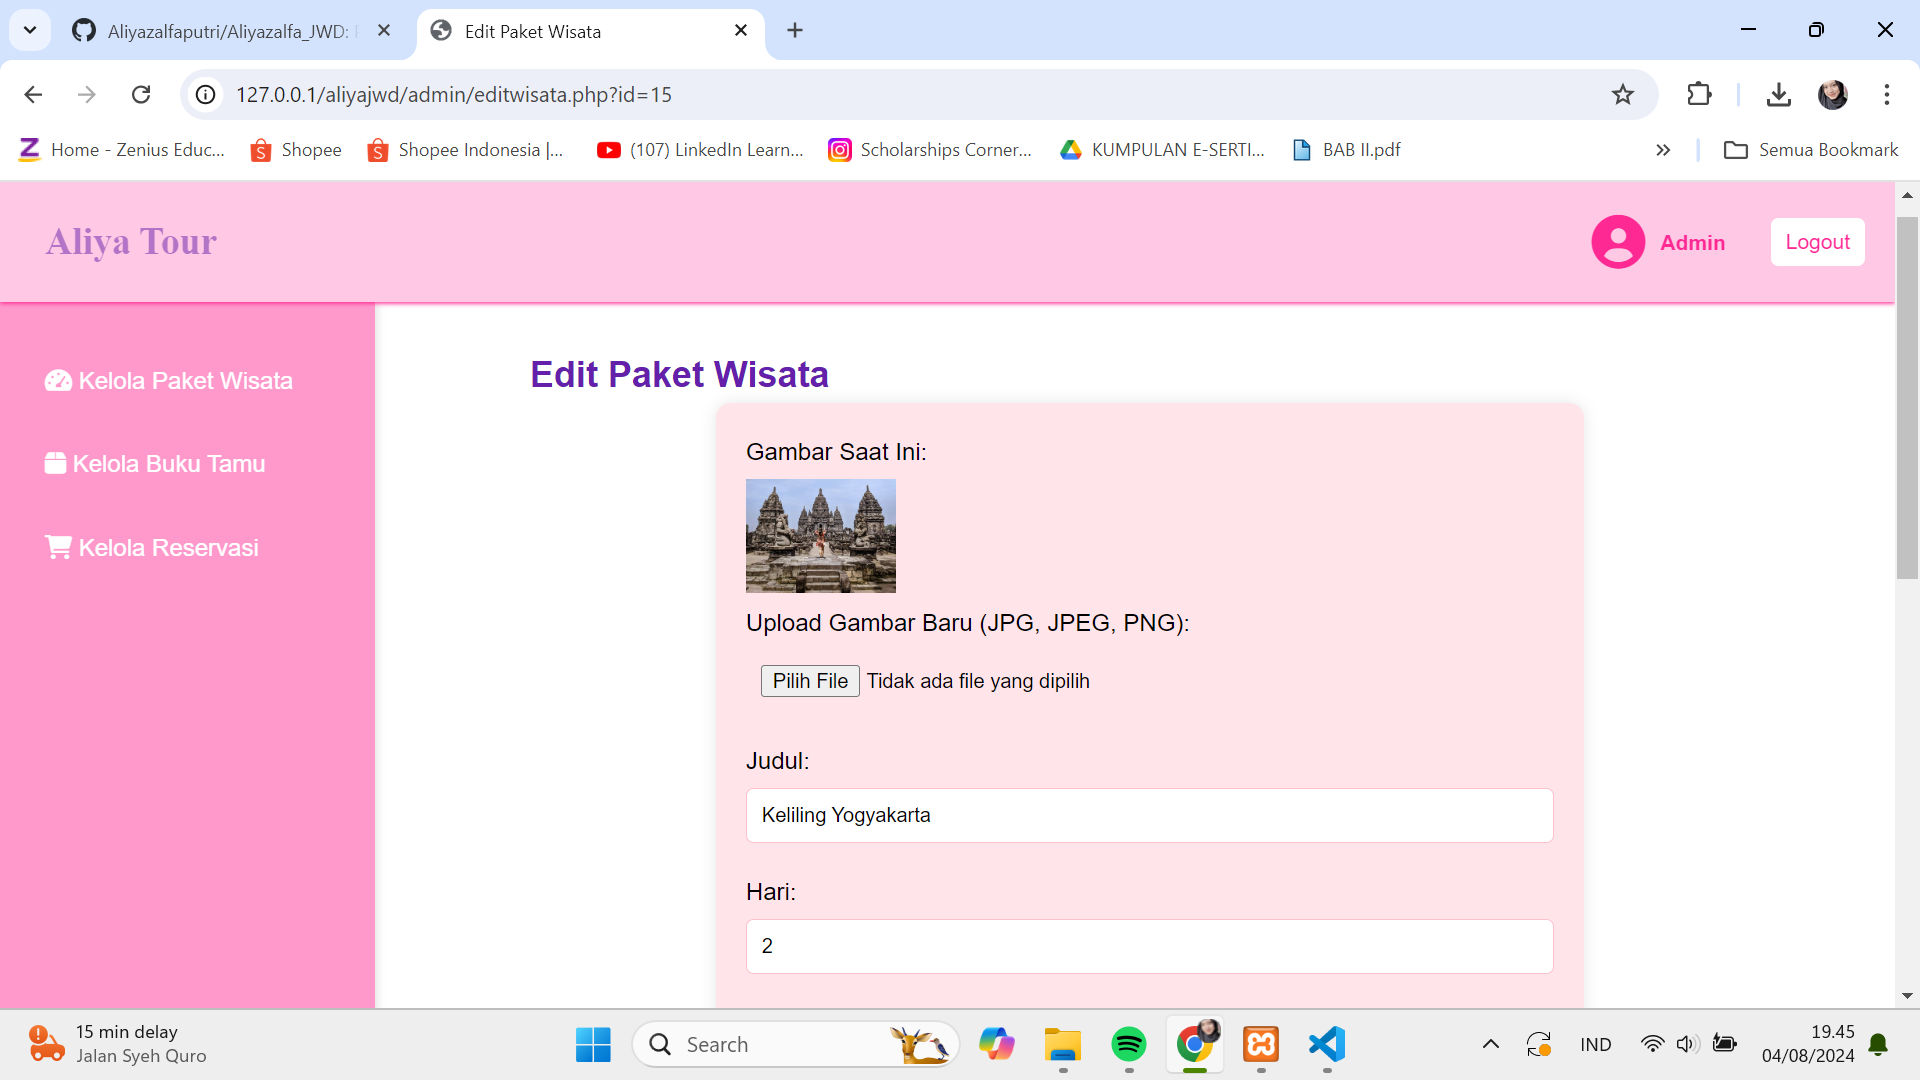 Aliyazalfaputri/Aliyazalfa_JWD:
Edit Paket Wisata
127.0.0.1/aliyajwd/admin/editwisata.php?id=15
Home - Zenius Educ...
Shopee
Shopee Indonesia |...
(107) LinkedIn Learn...
Scholarships Corner...
KUMPULAN E-SERTI...
BAB II.pdf
Semua Bookmark
Aliya Tour
Admin
Logout
Kelola Paket Wisata
Kelola Buku Tamu
Kelola Reservasi
Edit Paket Wisata
Gambar Saat Ini:
Upload Gambar Baru (JPG, JPEG, PNG):
Pilih File Tidak ada file yang dipilih
Judul:
Keliling Yogyakarta
Hari:
2
15 min delay
Jalan Syeh Quro
Search
IND
19.45
04/08/2024